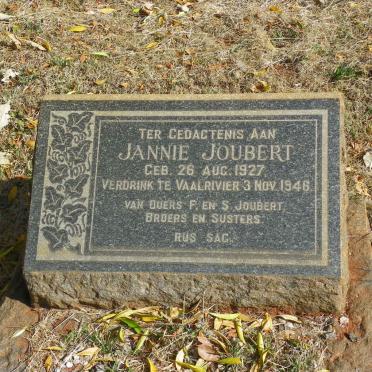 TER GEDACTENIS AAN
JANNIE JOUBERT
GEB. 26 AUG. 1927
VERDRINK TE VAALRIVIER 3 NOV. 1946
VAN OUERS F. EN S. JOUBERT
BROERS EN SUSTERS.
RUS SAG.